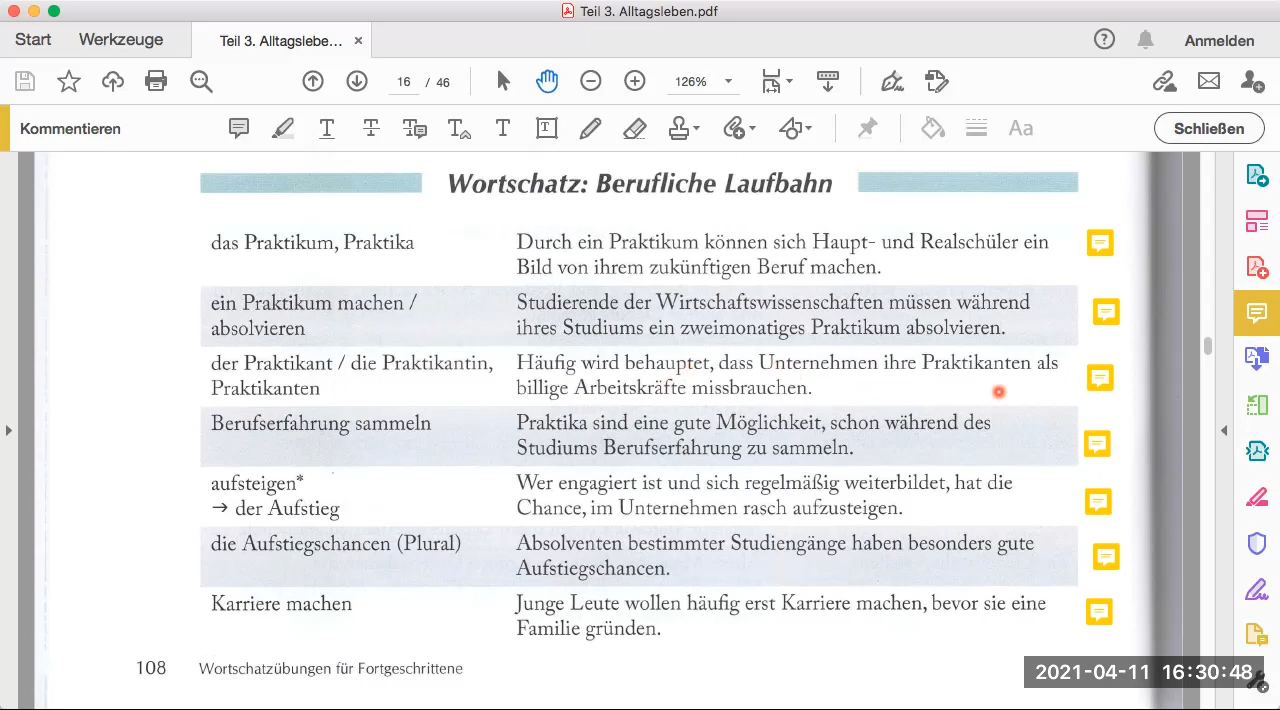 Teil 3. Alltagsleben.pdf
Start Werkzeuge Teil 3. Alltagslebe... × Anmelden
16 / 46 126%
Kommentieren Aa Schließen
Wortschatz: Berufliche Laufbahn
das Praktikum, Praktika
Durch ein Praktikum können sich Haupt- und Realschüler ein
Bild von ihrem zukünftigen Beruf machen.
ein Praktikum machen /
absolvieren
Studierende der Wirtschaftswissenschaften müssen während
ihres Studiums ein zweimonatiges Praktikum absolvieren.
der Praktikant / die Praktikantin,
Praktikanten
Häufig wird behauptet, dass Unternehmen ihre Praktikanten als
billige Arbeitskräfte missbrauchen.
Berufserfahrung sammeln
Praktika sind eine gute Möglichkeit, schon während des
Studiums Berufserfahrung zu sammeln.
aufsteigen*
→ der Aufstieg
Wer engagiert ist und sich regelmäßig weiterbildet, hat die
Chance, im Unternehmen rasch aufzusteigen.
die Aufstiegschancen (Plural)
Absolventen bestimmter Studiengänge haben besonders gute
Aufstiegschancen.
Karriere machen
Junge Leute wollen häufig erst Karriere machen, bevor sie eine
Familie gründen.
108 Wortschatzübungen für Fortgeschrittene
2021-04-11 16:30:48